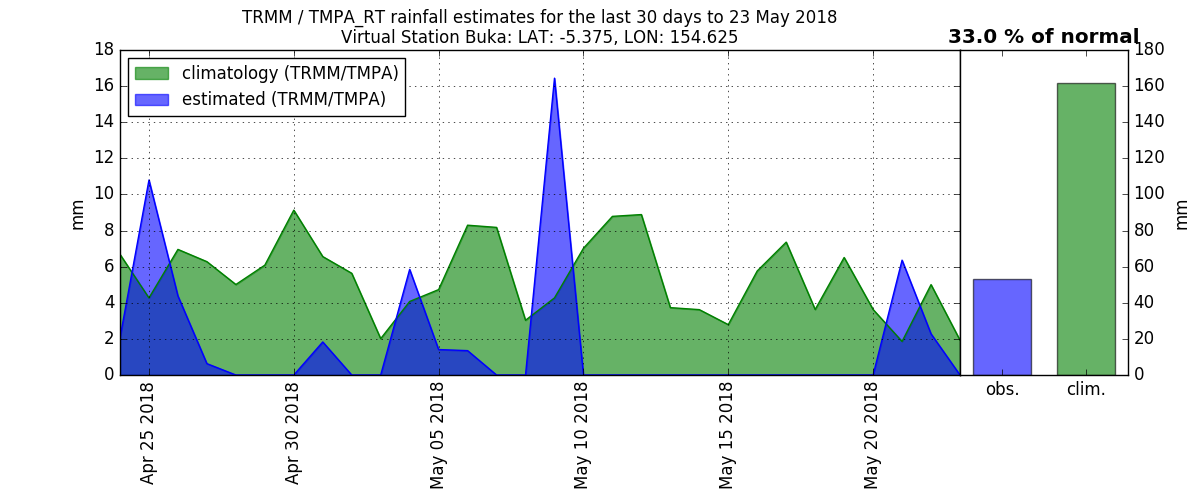 TRMM / TMPA_RT rainfall estimates for the last 30 days to 23 May 2018
Virtual Station Buka: LAT: -5.375, LON: 154.625
33.0 % of normal
climatology (TRMM/TMPA)
estimated (TRMM/TMPA)
18
16
14
12
10
8
6
4
2
0
mm
Apr 25 2018
Apr 30 2018
May 05 2018
May 10 2018
May 15 2018
May 20 2018
obs.
clim.
180
160
140
120
100
80
60
40
20
0
mm